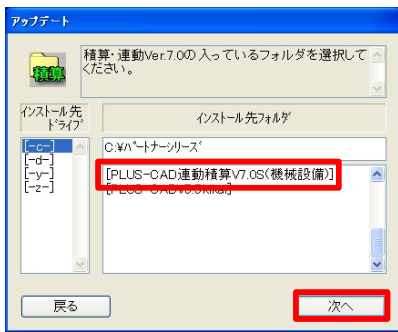 アップデート
積算
積算・連動Ver.7.0の入っているフォルダを選択して
ください。
インストール先
ドライブ
インストール先フォルダ
[-c-]
[-d-]
[-y-]
[-z-]
C:¥パートナーシリーズ
[PLUS-CAD連動積算V7.0S(機械設備)]
戻る
次へ